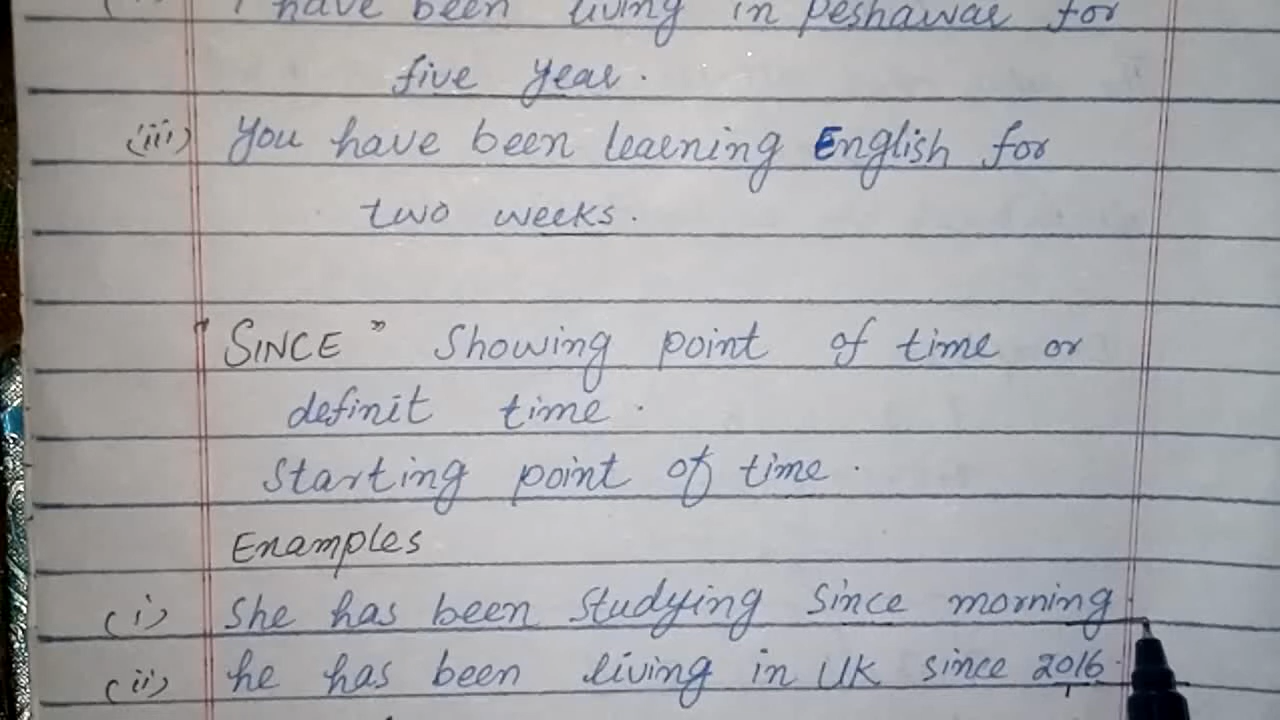 I have been living in Peshawar for
five year.
(iii) You have been learning English for
two weeks.
"SINCE" Showing point of time or
definit time.
Starting point of time.
Examples
(i) She has been studying since morning
(ii) he has been living in UK since 2016.